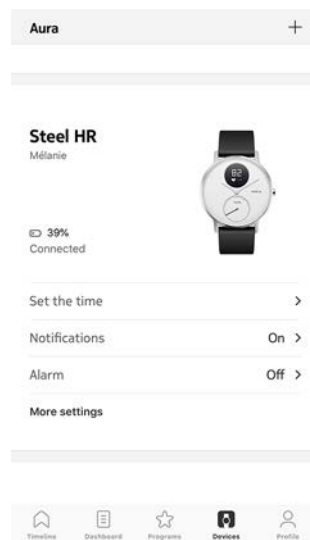 Aura
Steel HR
Mélanie
82
39%
Connected
Set the time
Notifications On
Alarm Off
More settings
Timeline Dashboard Programs Devices Profile